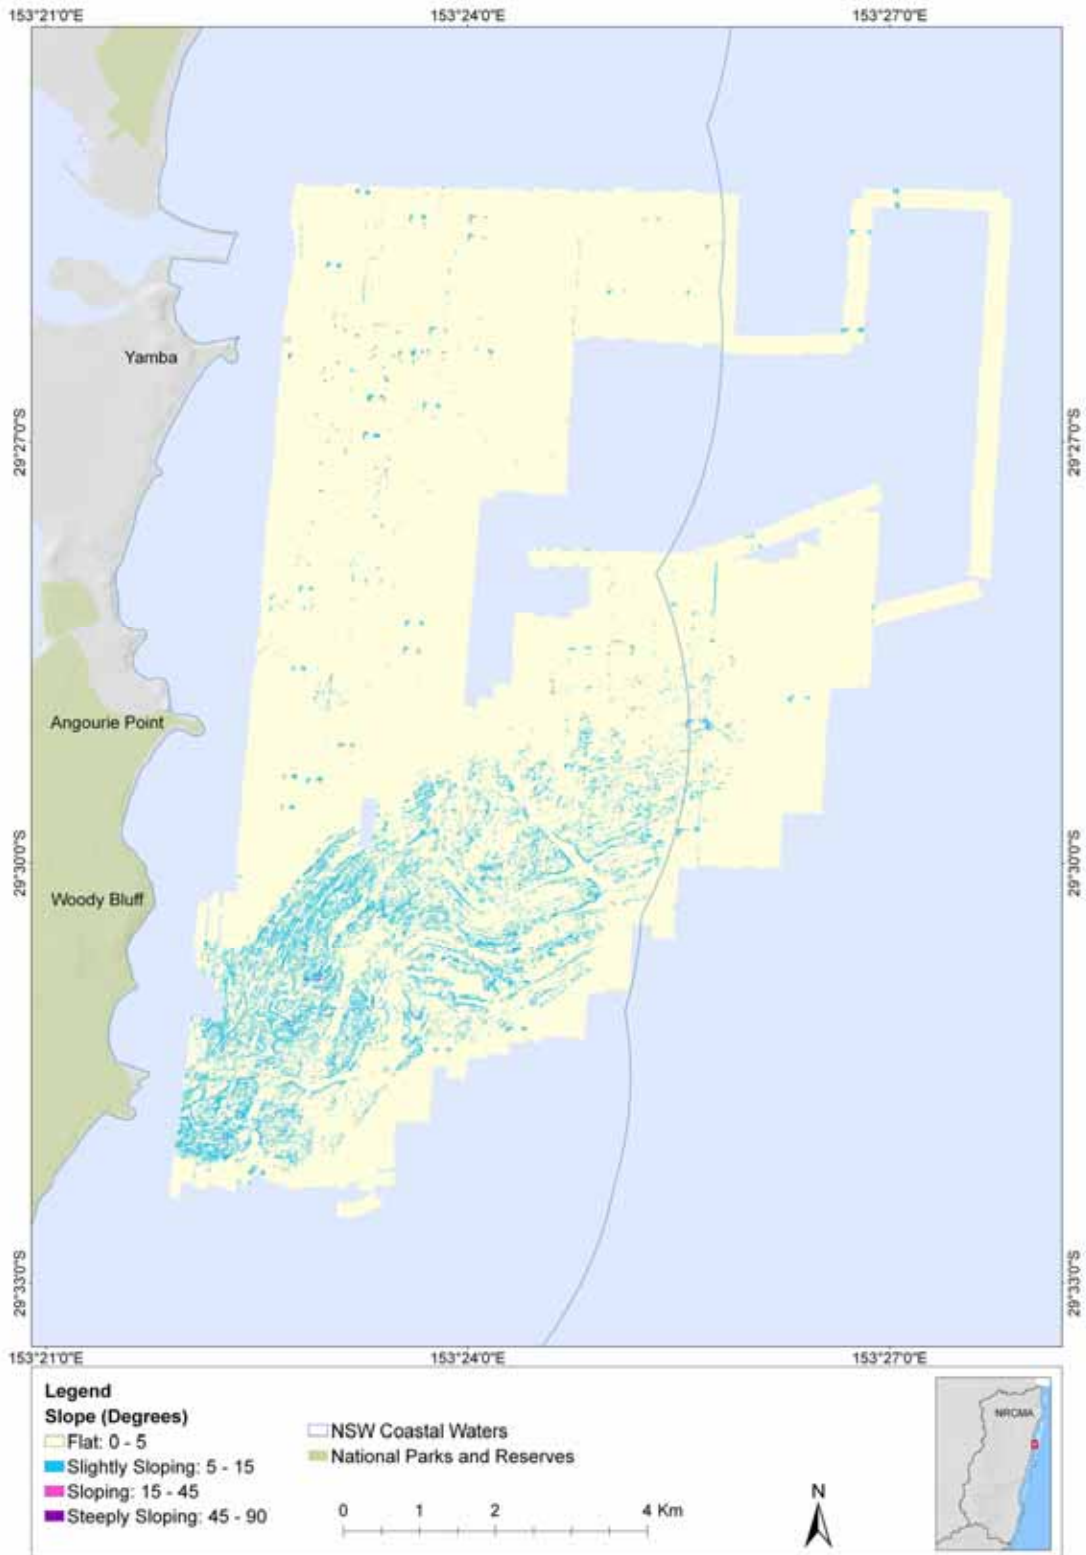 153°21'0"E 153°24'0"E 153°27'0"E
Yamba
29°27'0"S 29°27'0"S
Angourie Point
29°30'0"S 29°30'0"S
Woody Bluff
29°33'0"S 29°33'0"S
153°21'0"E 153°24'0"E 153°27'0"E
Legend
Slope (Degrees)
Flat: 0 - 5
Slightly Sloping: 5 - 15
Sloping: 15 - 45
Steeply Sloping: 45 - 90
NSW Coastal Waters
National Parks and Reserves
0 1 2 4 Km
N
NRCMA